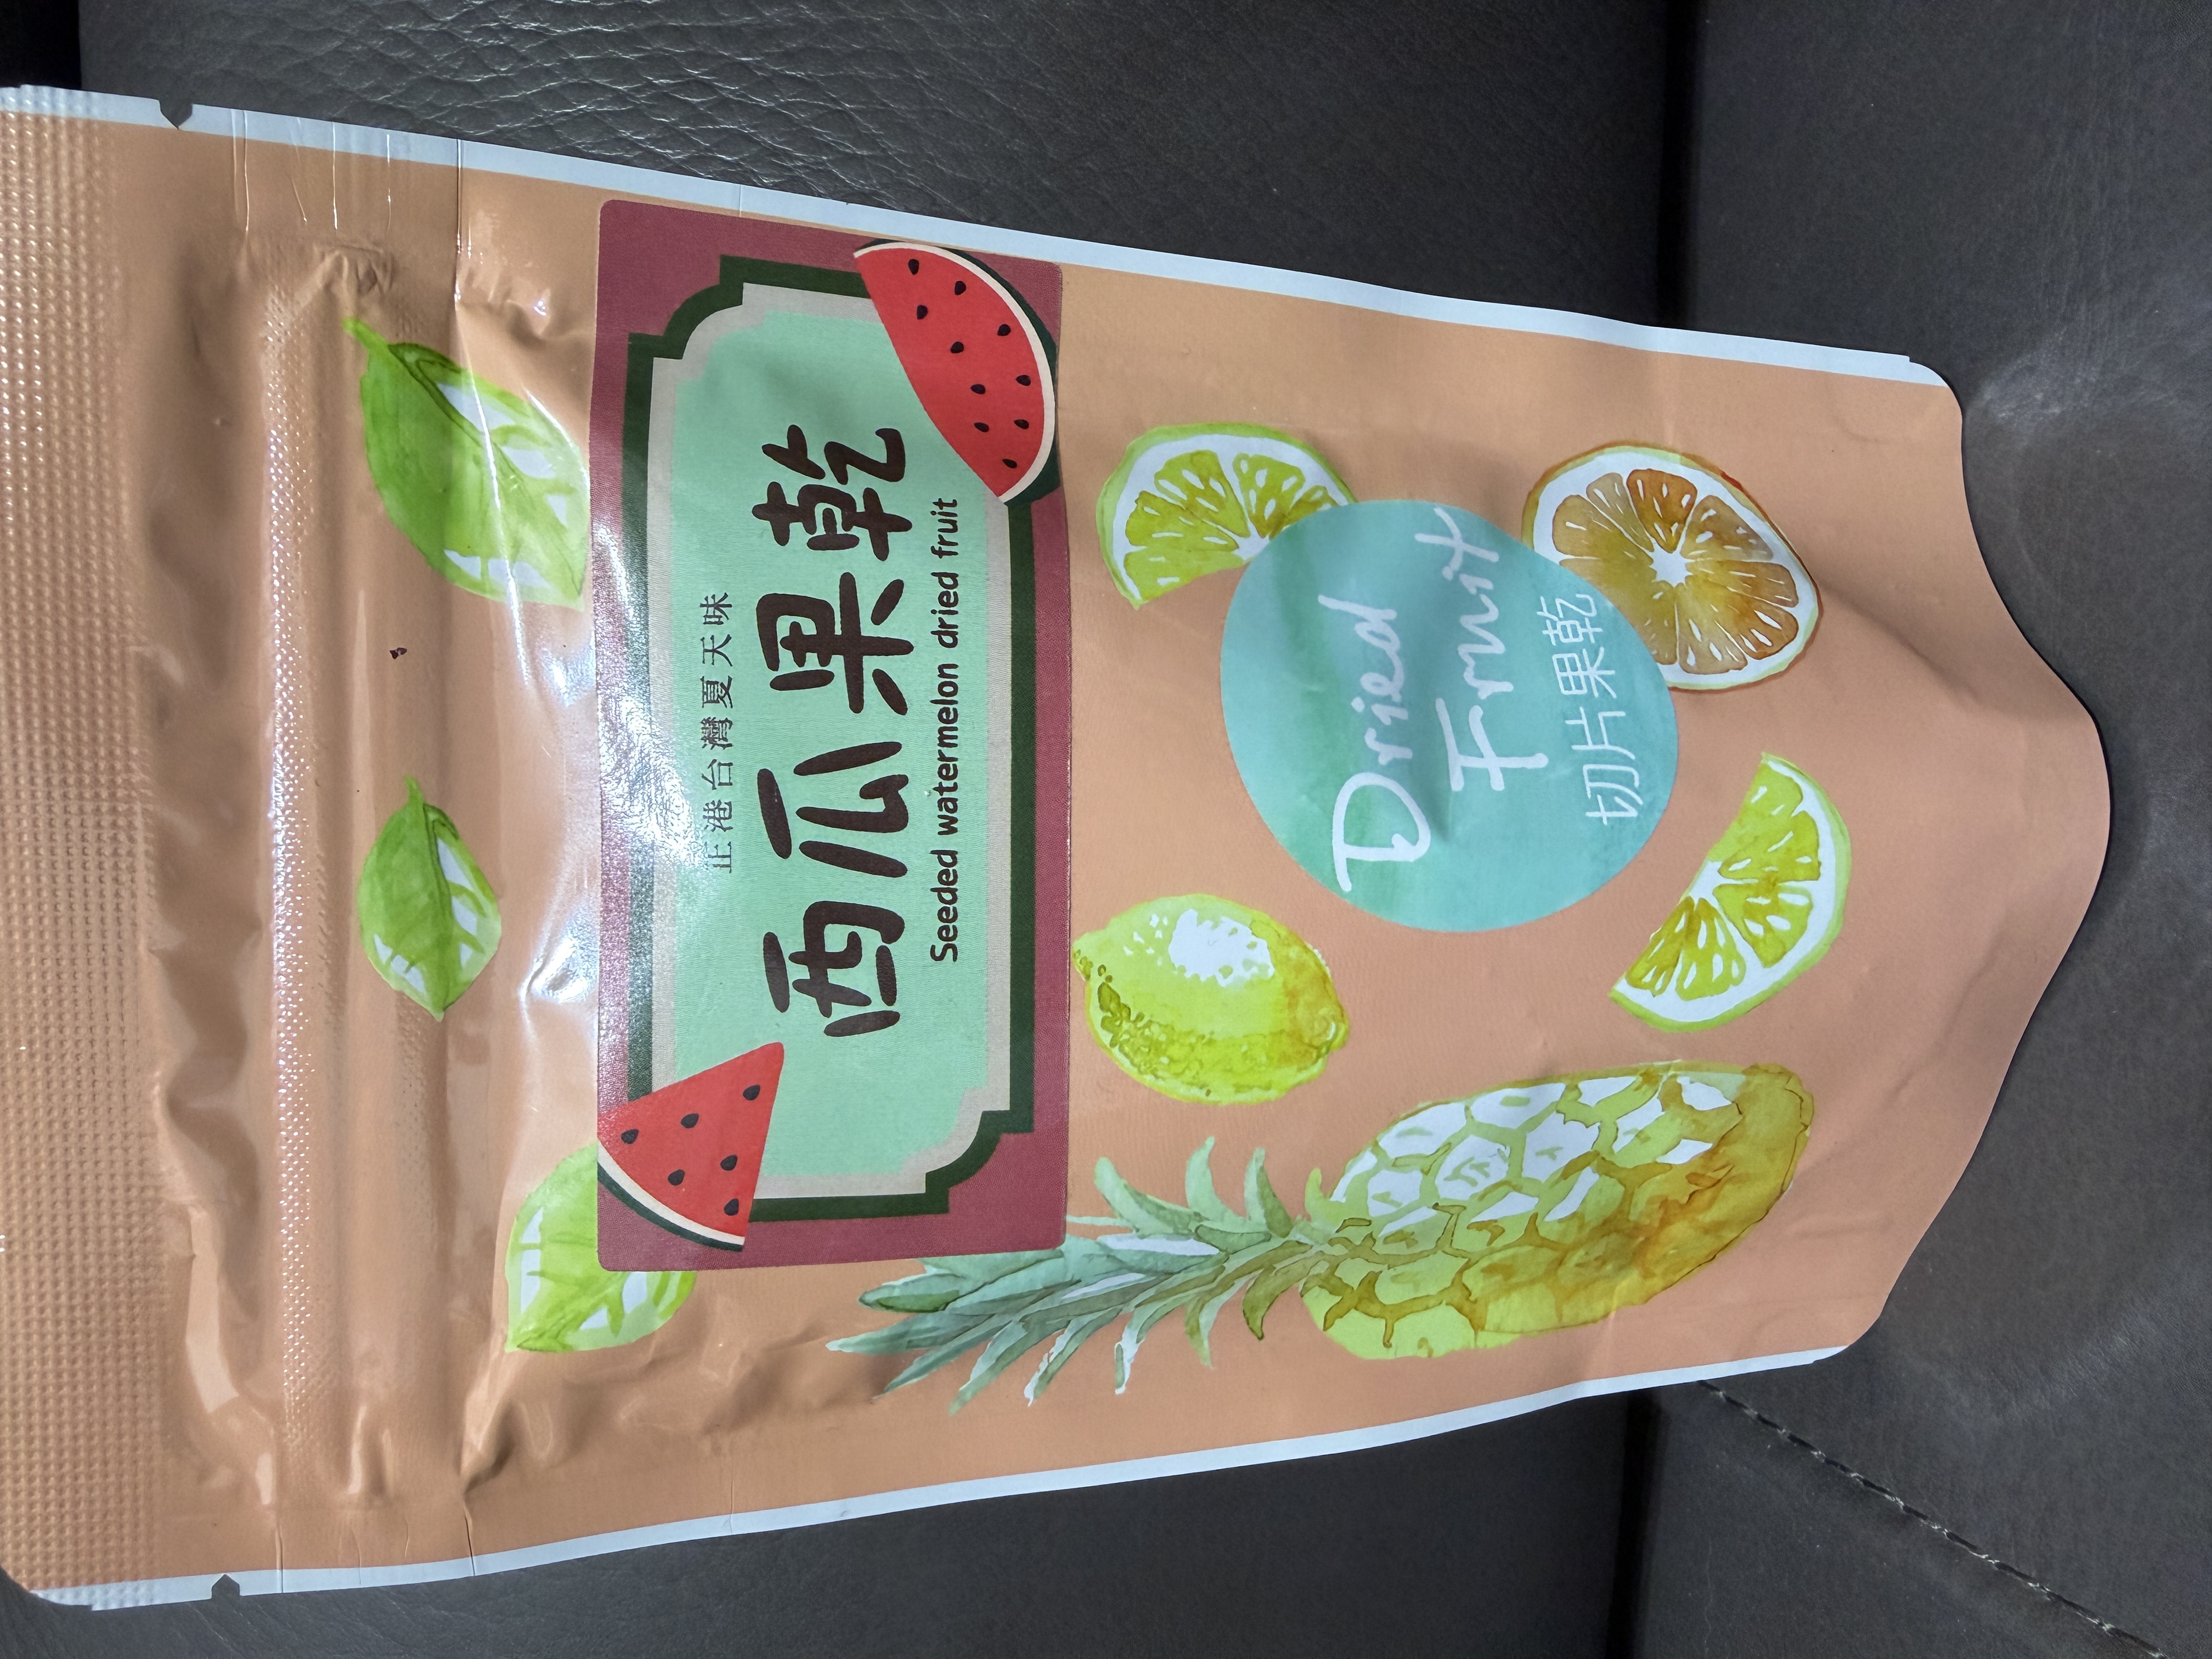 正港台灣夏天味
西瓜果乾
Seeded watermelon dried fruit
Dried
Fruit
切片果乾